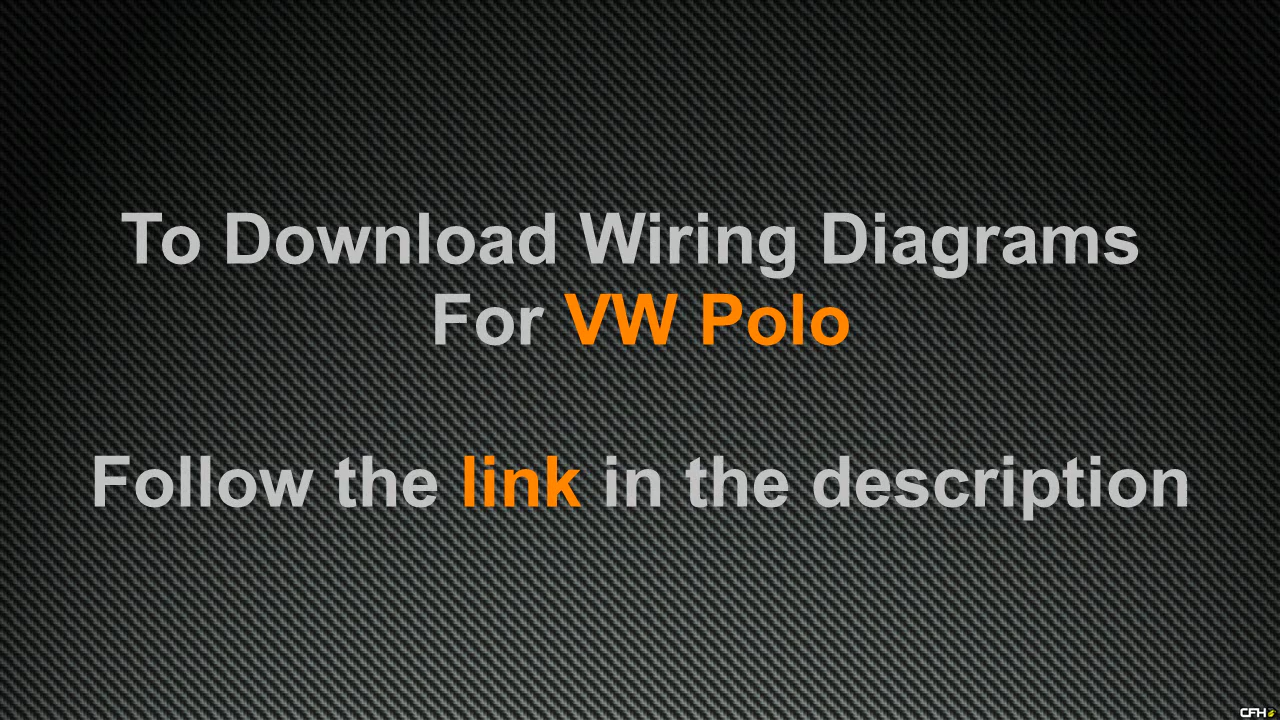 To Download Wiring Diagrams
For VW Polo
Follow the link in the description
CFH